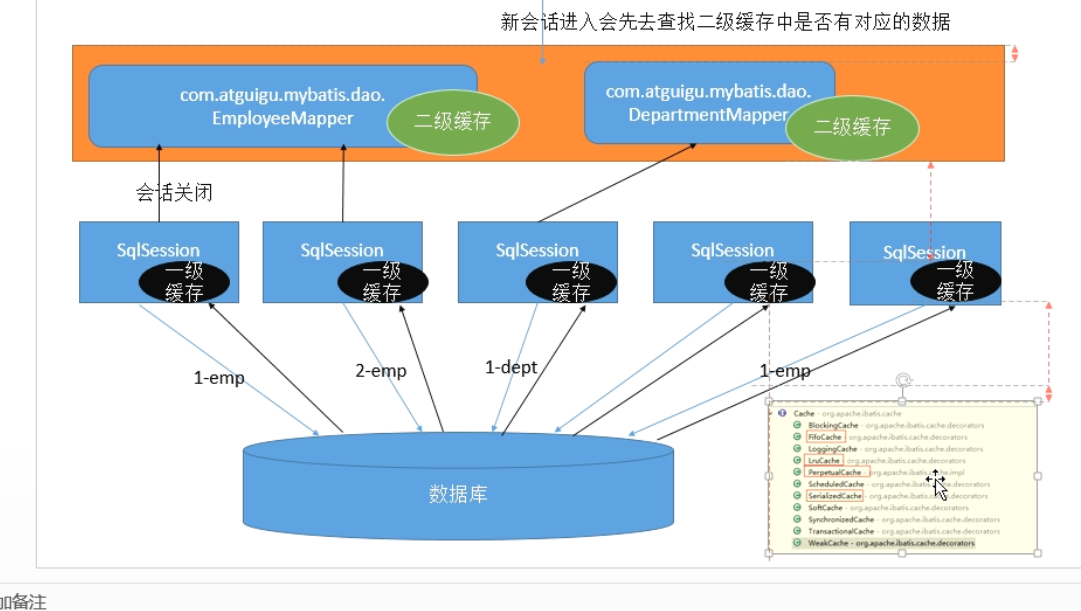 新会话进入会先去查找二级缓存中是否有对应的数据
com.atguigu.mybatis.dao.
EmployeeMapper
二级缓存
com.atguigu.mybatis.dao.
DepartmentMapper
二级缓存
会话关闭
SqlSession
一级
缓存
SqlSession
一级
缓存
SqlSession
一级
缓存
SqlSession
一级
缓存
SqlSession
一级
缓存
1-emp
2-emp
1-dept
1-emp
数据库
Cache - org.apache.ibatis.cache
BlockingCache - org.apache.ibatis.cache.decorators
FifoCache - org.apache.ibatis.cache.decorators
LoggingCache - org.apache.ibatis.cache.decorators
LruCache - org.apache.ibatis.cache.decorators
PerpetualCache - org.apache.ibatis.cache.impl
ScheduledCache - org.apache.ibatis.cache.decorators
SerializedCache - org.apache.ibatis.cache.decorators
SoftCache - org.apache.ibatis.cache.decorators
SynchronizedCache - org.apache.ibatis.cache.decorators
TransactionalCache - org.apache.ibatis.cache.decorators
WeakCache - org.apache.ibatis.cache.decorators
加备注